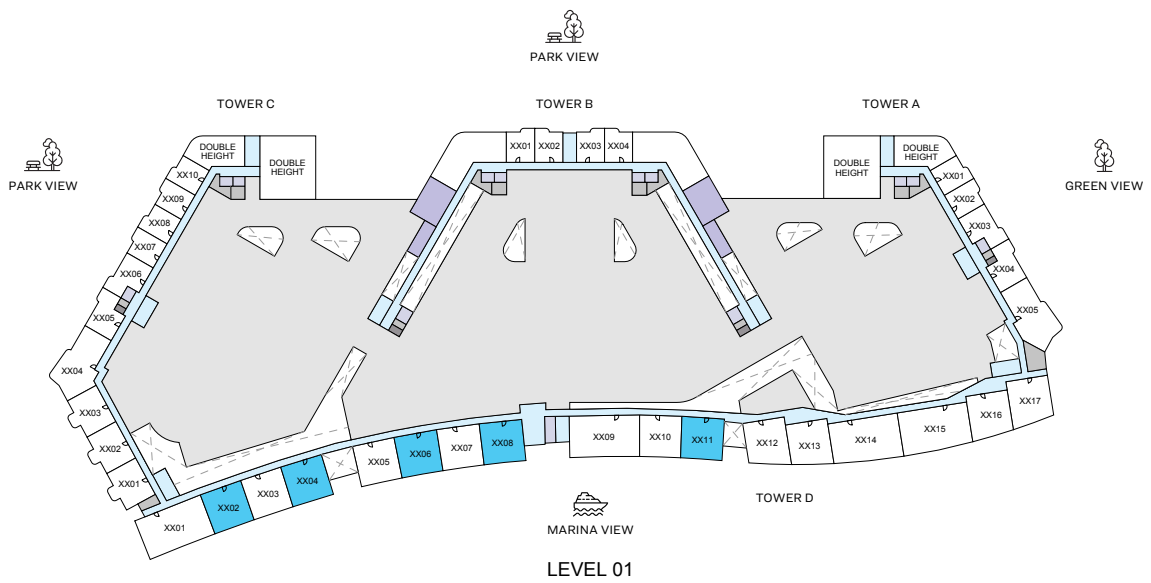 PARK VIEW
TOWER C
TOWER B
TOWER A
PARK VIEW
GREEN VIEW
DOUBLE
HEIGHT
DOUBLE
HEIGHT
XX10
XX09
XX08
XX07
XX06
XX05
XX04
XX03
XX02
XX01
XX01
XX02
XX03
XX04
DOUBLE
HEIGHT
DOUBLE
HEIGHT
XX01
XX02
XX03
XX04
XX05
XX01
XX02
XX03
XX04
XX05
XX06
XX07
XX08
XX09
XX10
XX11
XX12
XX13
XX14
XX15
XX16
XX17
TOWER D
MARINA VIEW
LEVEL 01